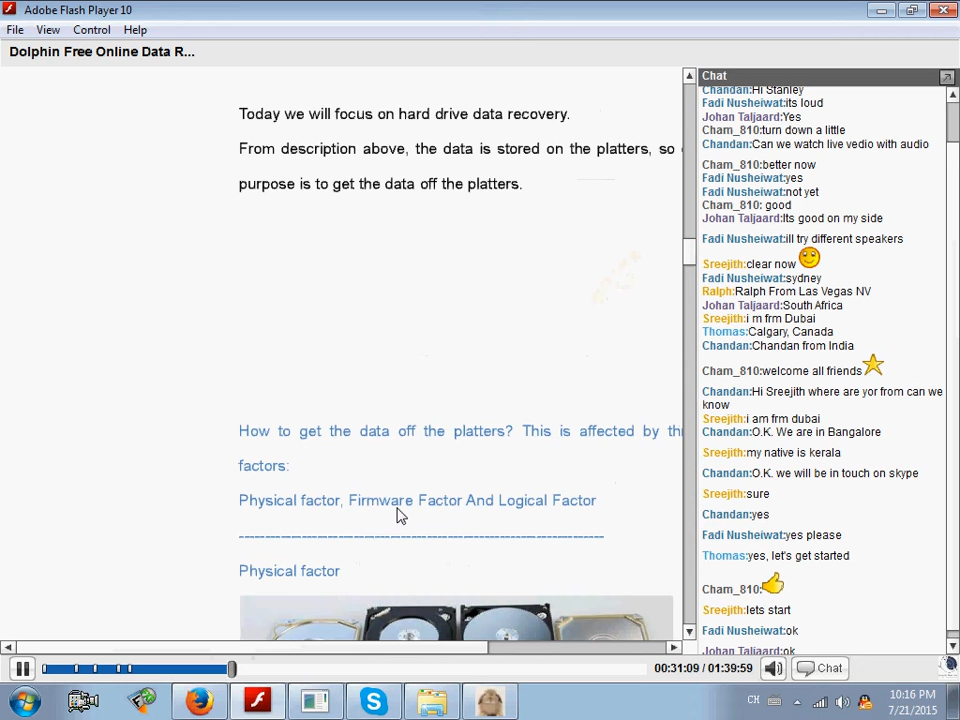 Adobe Flash Player 10
File View Control Help
Dolphin Free Online Data R...
Today we will focus on hard drive data recovery.
From description above, the data is stored on the platters, so
purpose is to get the data off the platters.
How to get the data off the platters? This is affected by
factors:
Physical factor, Firmware Factor And Logical Factor
Physical factor
Chat
Chandan:Hi Stanley
Fadi Nusheiwat:its loud
Johan Taljaard:Yes
Cham_810:turn down a little
Chandan:Can we watch live vedio with audio
Cham_810:better now
Fadi Nusheiwat:yes
Fadi Nusheiwat:not yet
Cham_810: good
Johan Taljaard:Its good on my side
Fadi Nusheiwat:ill try different speakers
Sreejith:clear now
Fadi Nusheiwat:sydney
Ralph:Ralph From Las Vegas NV
Johan Taljaard:South Africa
Sreejith:i m frm Dubai
Thomas:Calgary, Canada
Chandan:Chandan from India
Cham_810:welcome all friends
Chandan:Hi Sreejith where are yor from can we
know
Sreejith:i am frm dubai
Chandan:O.K. We are in Bangalore
Sreejith:my native is kerala
Chandan:O.K. we will be in touch on skype
Sreejith:sure
Chandan:yes
Fadi Nusheiwat:yes please
Thomas:yes, let's get started
Cham_810:
Sreejith:lets start
Fadi Nusheiwat:ok
Johan Taljaard:ok
00:31:09 / 01:39:59
Chat
CH
10:16 PM
7/21/2015